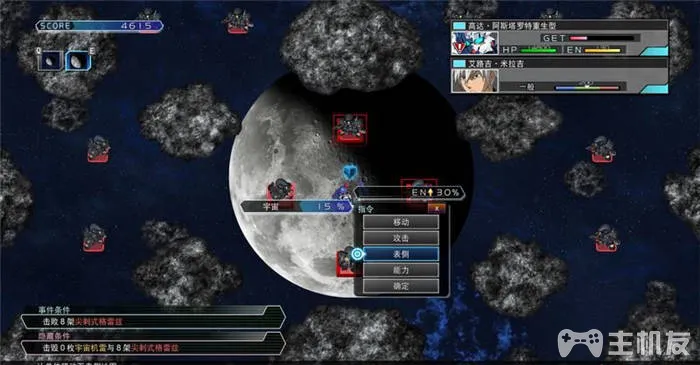 SCORE 4615
Q E
高达·阿斯塔罗特重生型
GET
HP EN
艾路吉·米拉吉
一般
宇宙 15%
EN 30%
指令 x
移动
攻击
表侧
能力
确定
事件条件
击败8架尖刺式格雷兹
隐藏条件
击毁0枚宇宙机雷与8架尖刺式格雷兹
主机友